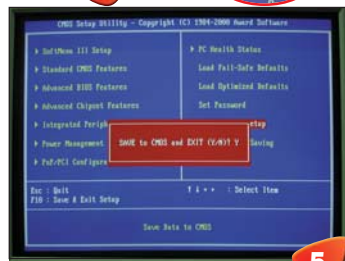 CMOS Setup Utility - Copyright (C) 1984-2000 Award Software
▸ SoftMenu III Setup
▸ Standard CMOS Features
▸ Advanced BIOS Features
▸ Advanced Chipset Features
▸ Integrated Periph
▸ Power Management
▸ PnP/PCI Configura
▸ PC Health Status
Load Fail-Safe Defaults
Load Optimized Defaults
Set Password
etup
Saving
SAVE to CMOS and EXIT (Y/N)? Y
Esc : Quit
F10 : Save & Exit Setup
: Select Item
Save Data to CMOS
5